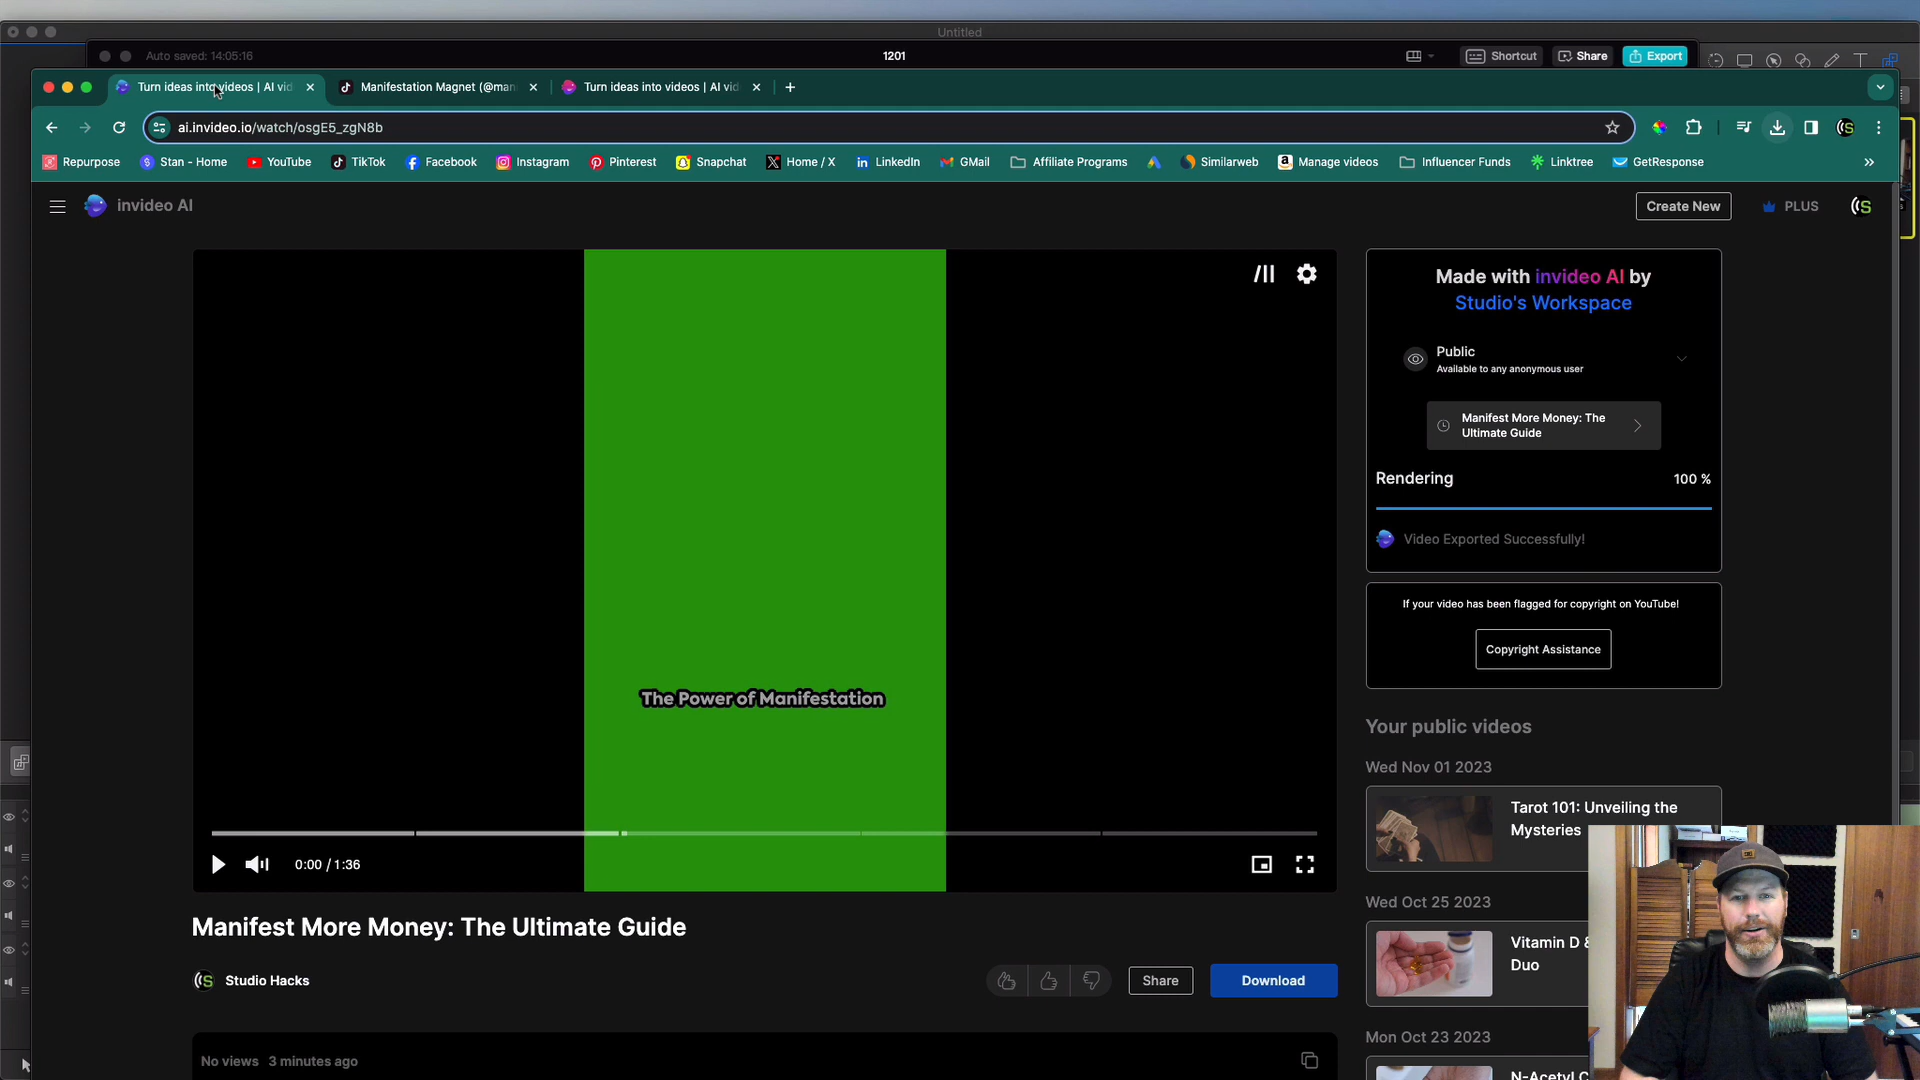 Untitled
Auto saved: 14:05:16
1201
Shortcut
Share
Export
Turn ideas into videos | AI vid
Manifestation Magnet (@man
Turn ideas into videos | AI vid
ai.invideo.io/watch/osgE5_zgN8b
Repurpose
Stan - Home
YouTube
TikTok
Facebook
Instagram
Pinterest
Snapchat
Home / X
LinkedIn
GMail
Affiliate Programs
Similarweb
Manage videos
Influencer Funds
Linktree
GetResponse
invideo AI
Create New
PLUS
Made with invideo AI by
Studio's Workspace
Public
Available to any anonymous user
Manifest More Money: The
Ultimate Guide
Rendering
100 %
Video Exported Successfully!
If your video has been flagged for copyright on YouTube!
Copyright Assistance
The Power of Manifestation
0:00 / 1:36
Your public videos
Wed Nov 01 2023
Tarot 101: Unveiling the
Mysteries
Wed Oct 25 2023
Vitamin D &
Duo
Mon Oct 23 2023
N-Acetyl C
Manifest More Money: The Ultimate Guide
Studio Hacks
Share
Download
No views 3 minutes ago